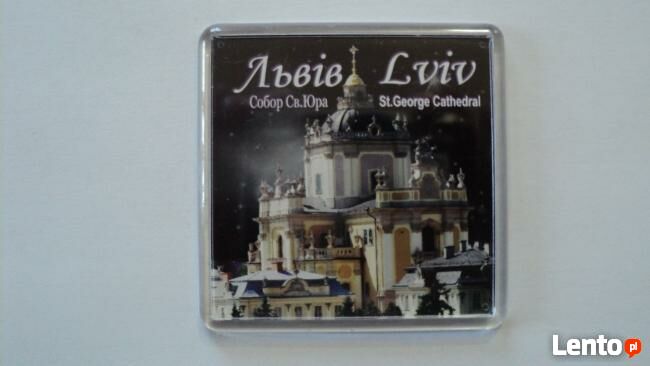 Львів Lviv
Собор Св.Юра St.George Cathedral
Lento.pl